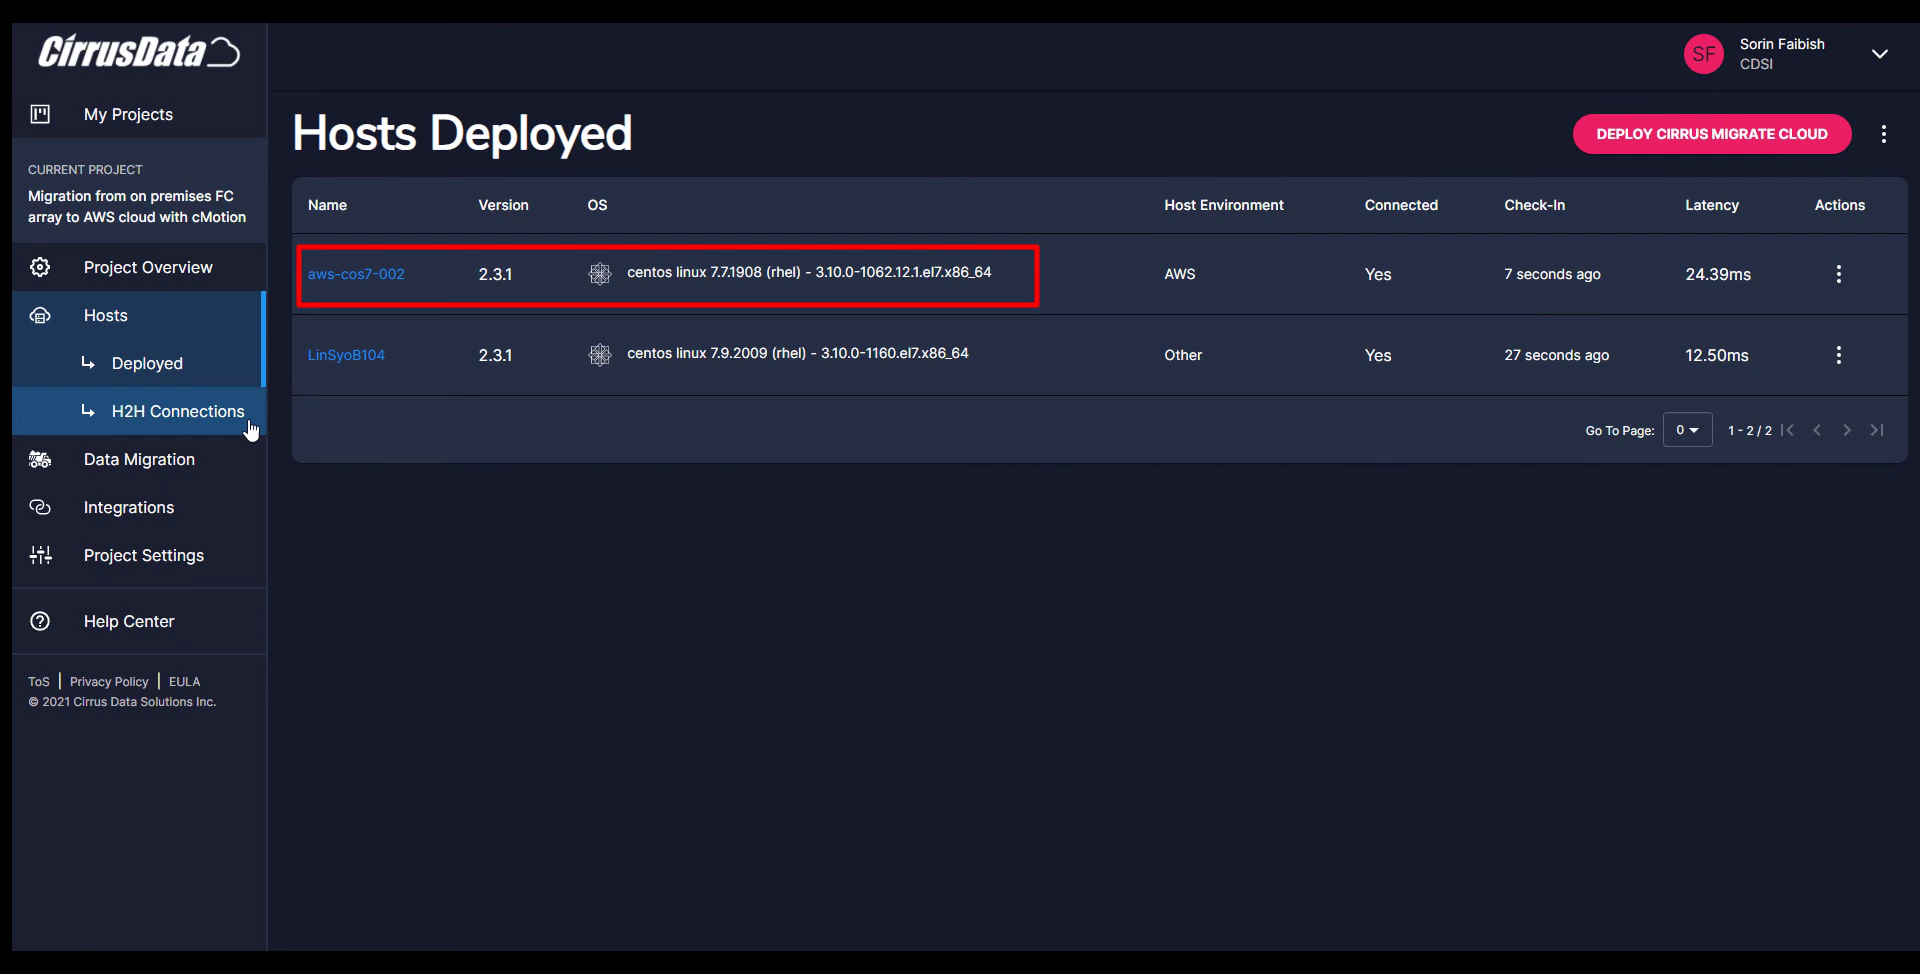 CirrusData
SF
Sorin Faibish
CDSI
My Projects
CURRENT PROJECT
Migration from on premises FC
array to AWS cloud with cMotion
Project Overview
Hosts
Deployed
H2H Connections
Data Migration
Integrations
Project Settings
Help Center
ToS | Privacy Policy | EULA
© 2021 Cirrus Data Solutions Inc.
Hosts Deployed
DEPLOY CIRRUS MIGRATE CLOUD
Name Version OS Host Environment Connected Check-In Latency Actions
aws-cos7-002 2.3.1 centos linux 7.7.1908 (rhel) - 3.10.0-1062.12.1.el7.x86_64 AWS Yes 7 seconds ago 24.39ms
LinSyoB104 2.3.1 centos linux 7.9.2009 (rhel) - 3.10.0-1160.el7.x86_64 Other Yes 27 seconds ago 12.50ms
Go To Page: 0 1 - 2 / 2